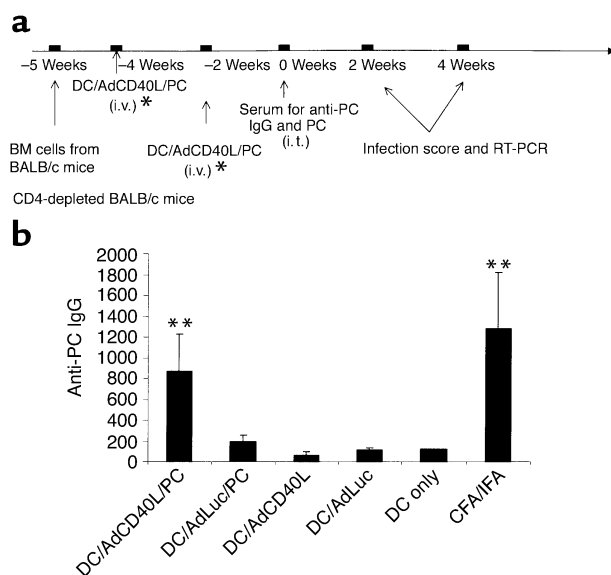 a
–5 Weeks –4 Weeks –2 Weeks 0 Weeks 2 Weeks 4 Weeks
DC/AdCD40L/PC
(i.v.) *
Serum for anti-PC
IgG and PC
(i.t.)
BM cells from
BALB/c mice
DC/AdCD40L/PC
(i.v.) *
Infection score and RT-PCR
CD4-depleted BALB/c mice
b
Anti-PC IgG
2000
1800
1600
1400
1200
1000
800
600
400
200
0
**
**
DC/AdCD40L/PC
DC/AdLuc/PC
DC/AdCD40L
DC/AdLuc
DC only
CFA/IFA